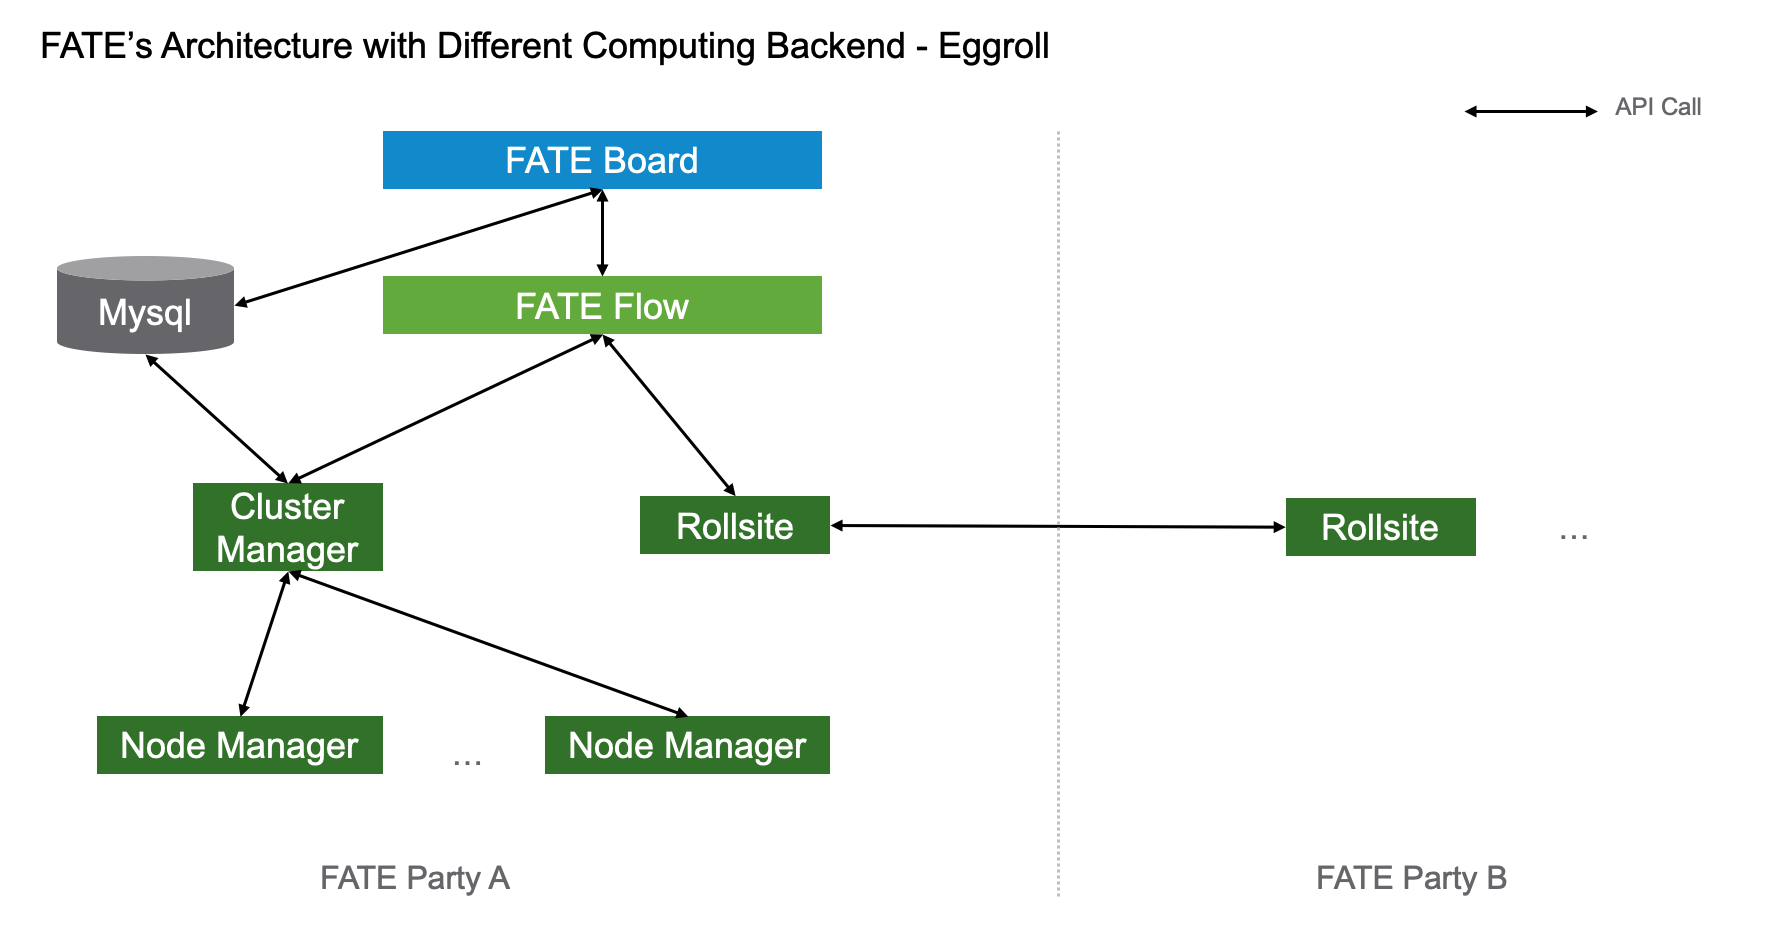 FATE’s Architecture with Different Computing Backend - Eggroll
API Call
FATE Board
Mysql
FATE Flow
Cluster
Manager
Rollsite
Rollsite
...
Node Manager
...
Node Manager
FATE Party A
FATE Party B